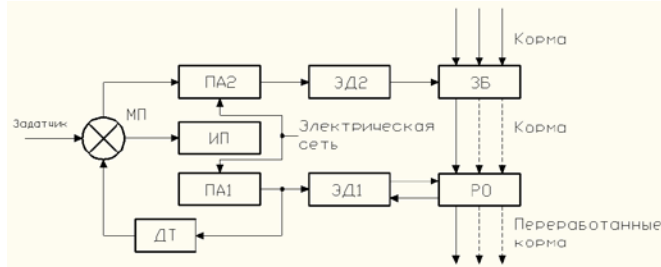 Корма
ПА2
ЭД2
ЗБ
МП
Задатчик
ИП
Электрическая
сеть
Корма
ПА1
ЭД1
РО
ДТ
Переработанные
корма